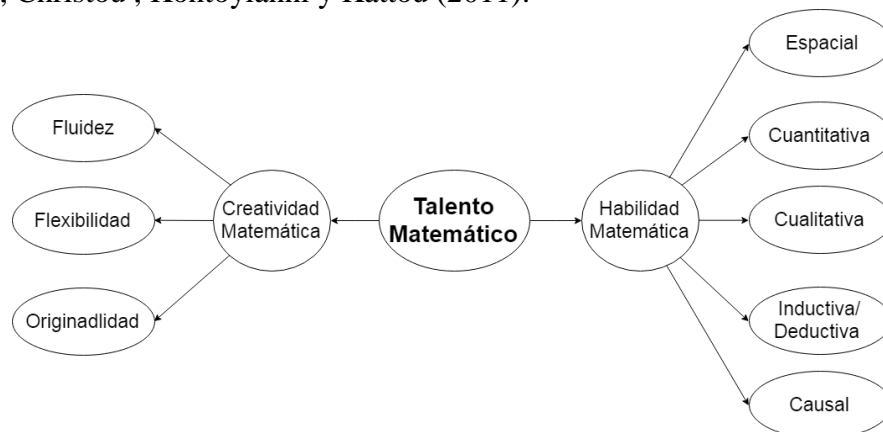 , Christou , Kontoyianni y Kattou (2011).
Espacial
Fluidez
Cuantitativa
Flexibilidad
Creatividad
Matemática
Talento
Matemático
Habilidad
Matemática
Cualitativa
Originadlidad
Inductiva/
Deductiva
Causal